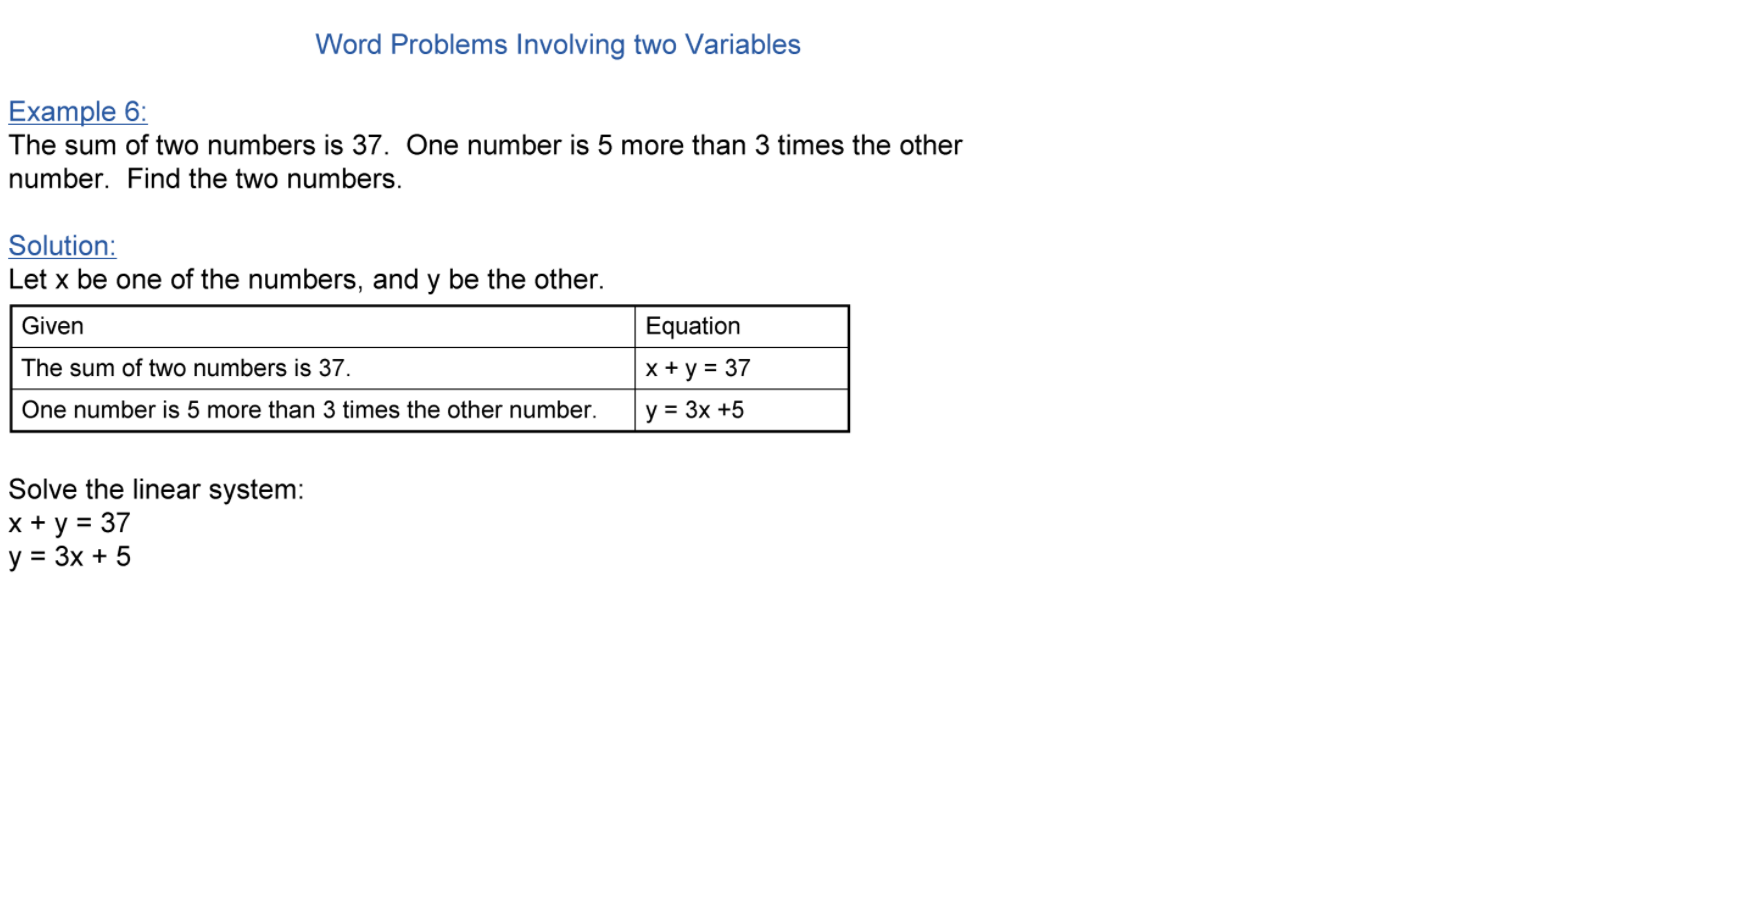 Word Problems Involving two Variables
Example 6:
The sum of two numbers is 37.  One number is 5 more than 3 times the other
number.  Find the two numbers.
Solution:
Let x be one of the numbers, and y be the other.
Given Equation
The sum of two numbers is 37. x + y = 37
One number is 5 more than 3 times the other number. y = 3x +5
Solve the linear system:
x + y = 37
y = 3x + 5